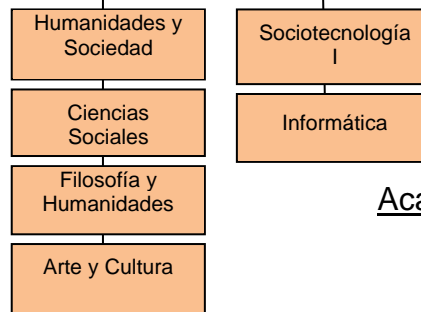 Humanidades y
Sociedad
Ciencias
Sociales
Filosofía y
Humanidades
Arte y Cultura
Sociotecnología
I
Informática